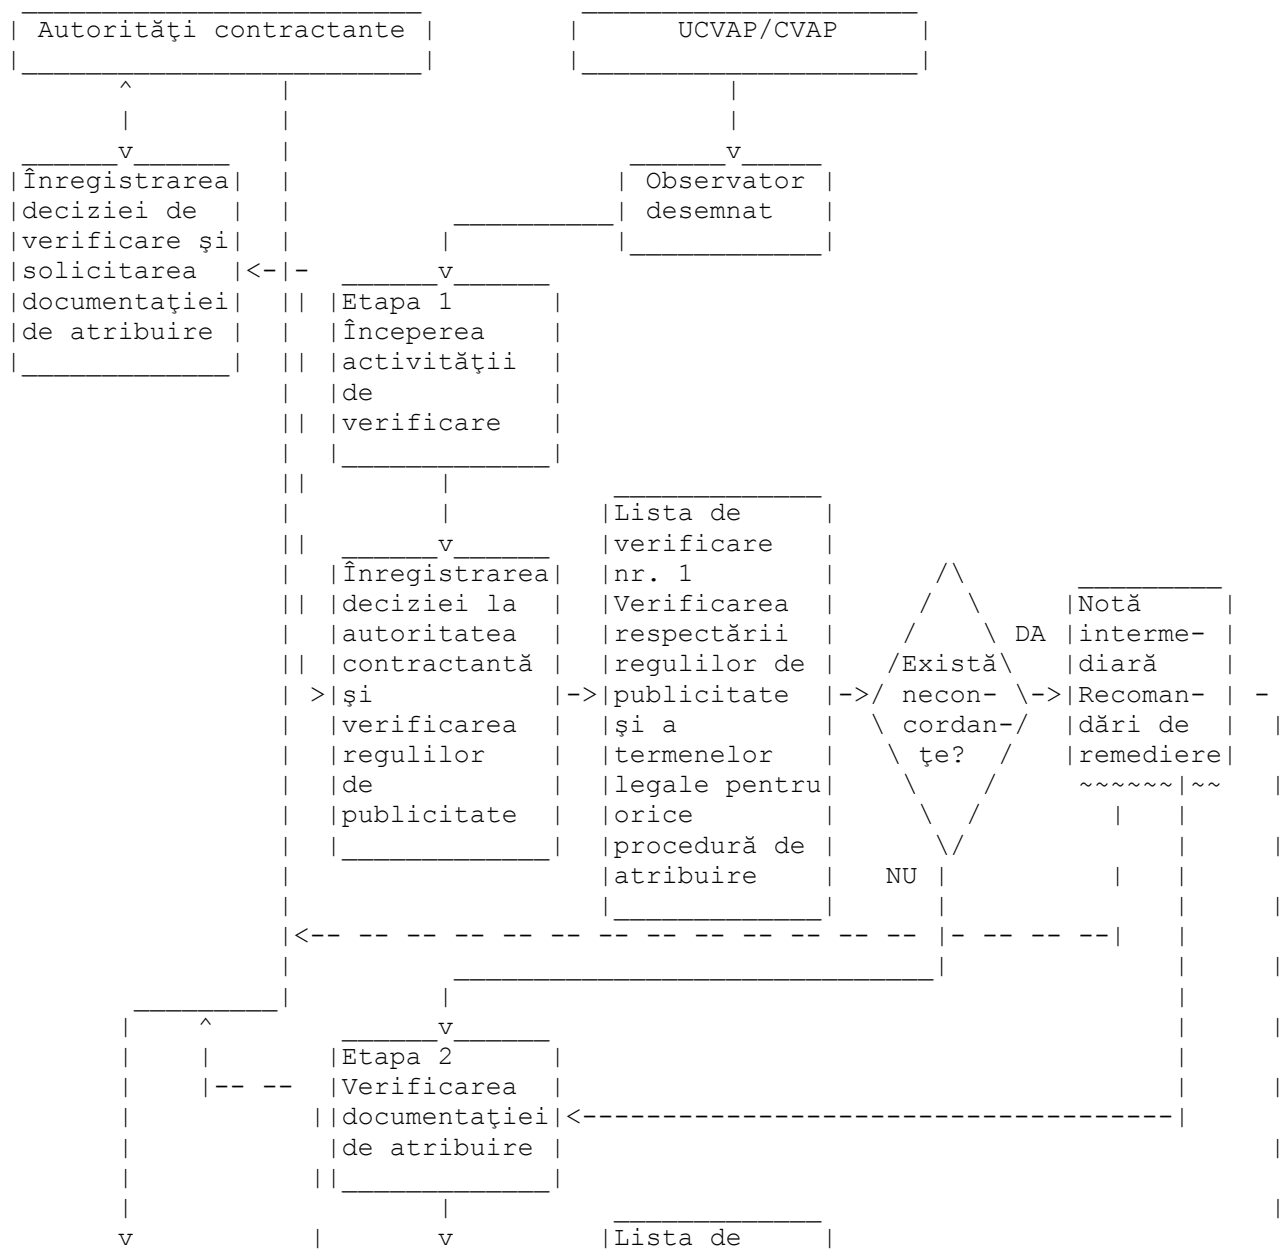 Autorităţi contractante
UCVAP/CVAP
Înregistrarea
deciziei de
verificare şi
solicitarea
documentaţiei
de atribuire
Observator
desemnat
Etapa 1
Începerea
activităţii
de
verificare
Înregistrarea
deciziei la
autoritatea
contractantă
şi
verificarea
regulilor
de
publicitate
Lista de
verificare
nr. 1
Verificarea
respectării
regulilor de
publicitate
şi a
termenelor
legale pentru
orice
procedură de
atribuire
Există
necon-
cordan-
ţe?
DA
NU
Notă
interme-
diară
Recoman-
dări de
remediere
Etapa 2
Verificarea
documentaţiei
de atribuire
Lista de